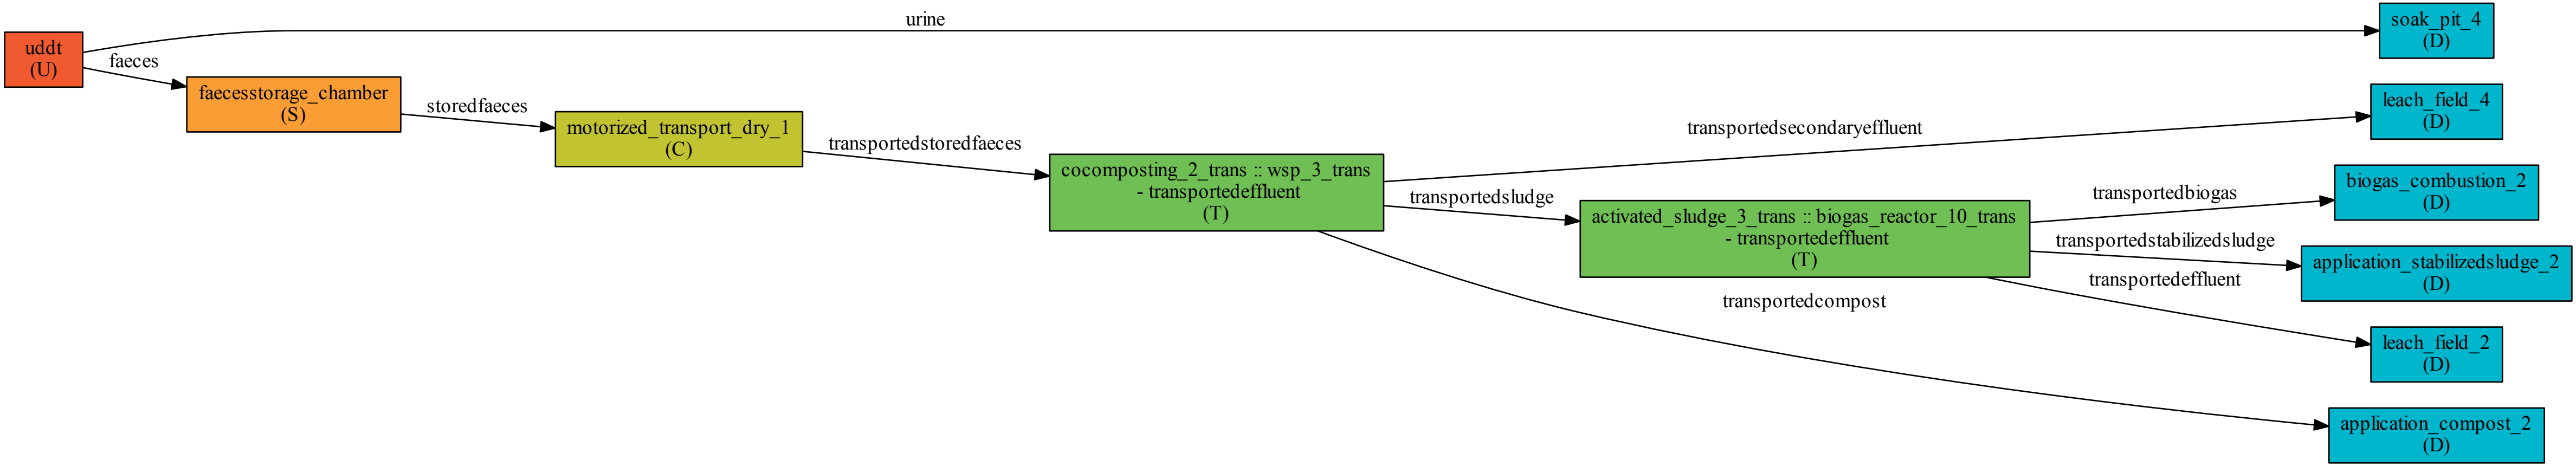 urine
uddt
(U)
faeces
faecesstorage_chamber
(S)
storedfaeces
motorized_transport_dry_1
(C)
transportedstoredfaeces
cocomposting_2_trans :: wsp_3_trans
- transportedeffluent
(T)
transportedsecondaryeffluent
transportedsludge
transportedcompost
activated_sludge_3_trans :: biogas_reactor_10_trans
- transportedeffluent
(T)
transportedbiogas
transportedstabilizedsludge
transportedeffluent
soak_pit_4
(D)
leach_field_4
(D)
biogas_combustion_2
(D)
application_stabilizedsludge_2
(D)
leach_field_2
(D)
application_compost_2
(D)